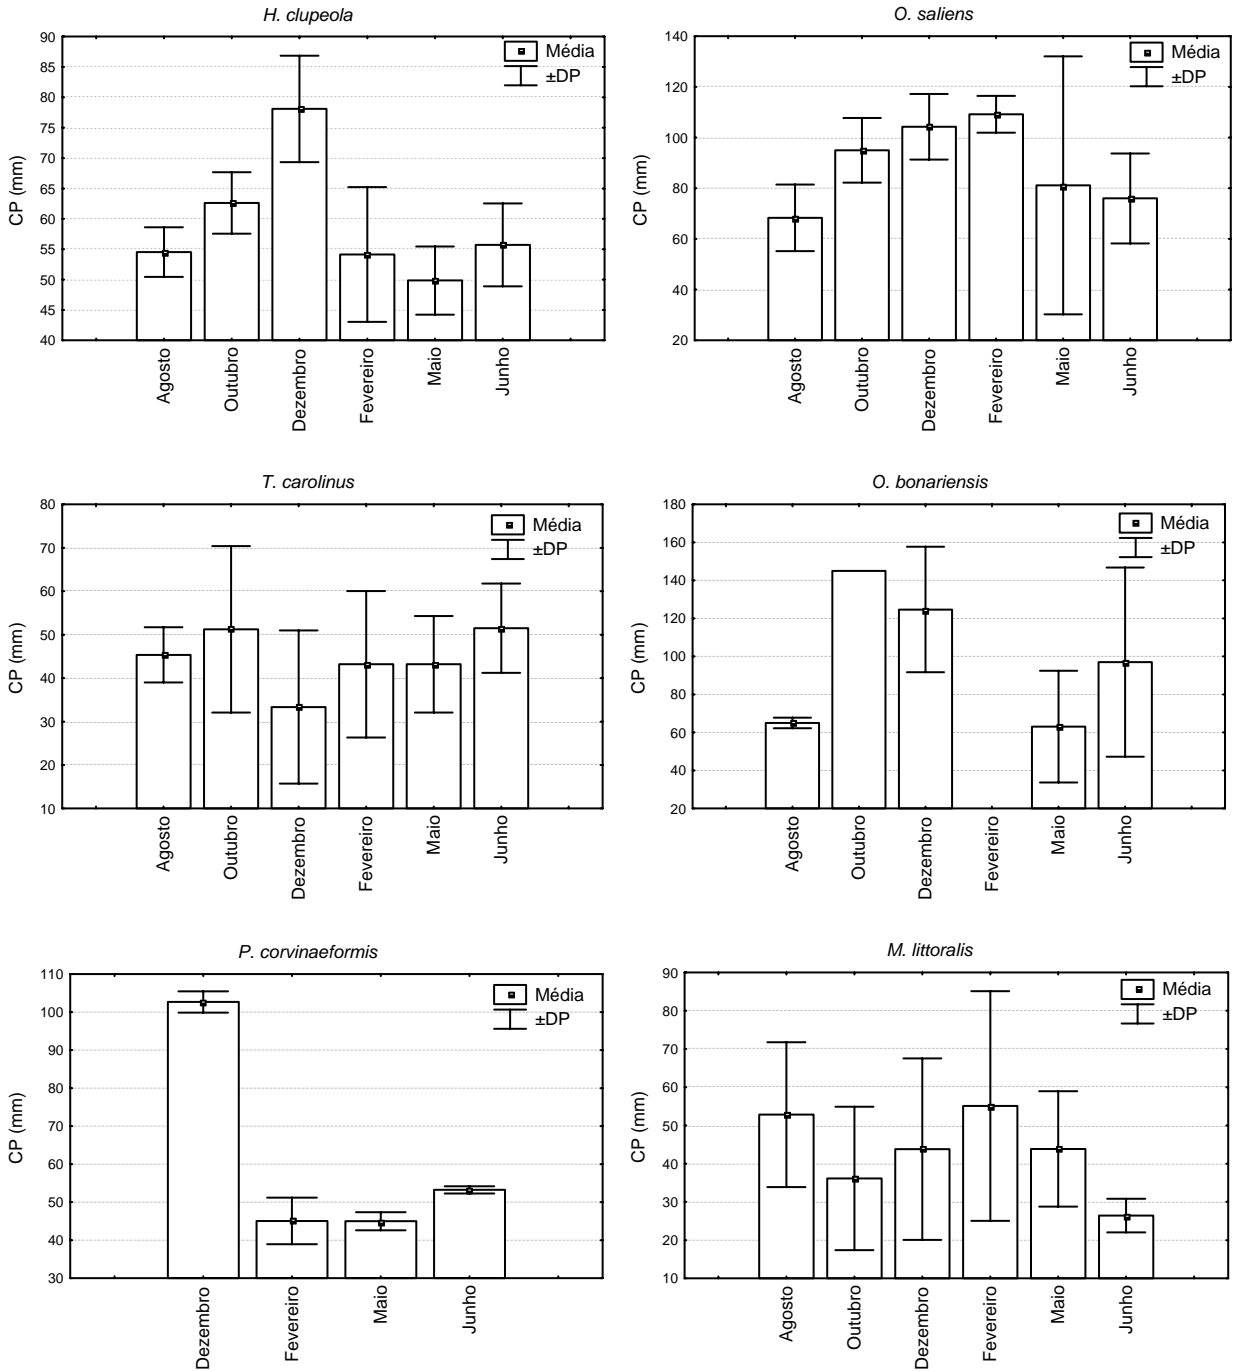 H. clupeola
90
85
80
75
70
65
60
55
50
45
40
CP (mm)
Média
±DP
Agosto
Outubro
Dezembro
Fevereiro
Maio
Junho
O. saliens
140
120
100
80
60
40
20
CP (mm)
Média
±DP
Agosto
Outubro
Dezembro
Fevereiro
Maio
Junho
T. carolinus
80
70
60
50
40
30
20
10
CP (mm)
Média
±DP
Agosto
Outubro
Dezembro
Fevereiro
Maio
Junho
O. bonariensis
180
160
140
120
100
80
60
40
20
CP (mm)
Média
±DP
Agosto
Outubro
Dezembro
Fevereiro
Maio
Junho
P. corvinaeformis
110
100
90
80
70
60
50
40
30
CP (mm)
Média
±DP
Dezembro
Fevereiro
Maio
Junho
M. littoralis
90
80
70
60
50
40
30
20
10
CP (mm)
Média
±DP
Agosto
Outubro
Dezembro
Fevereiro
Maio
Junho